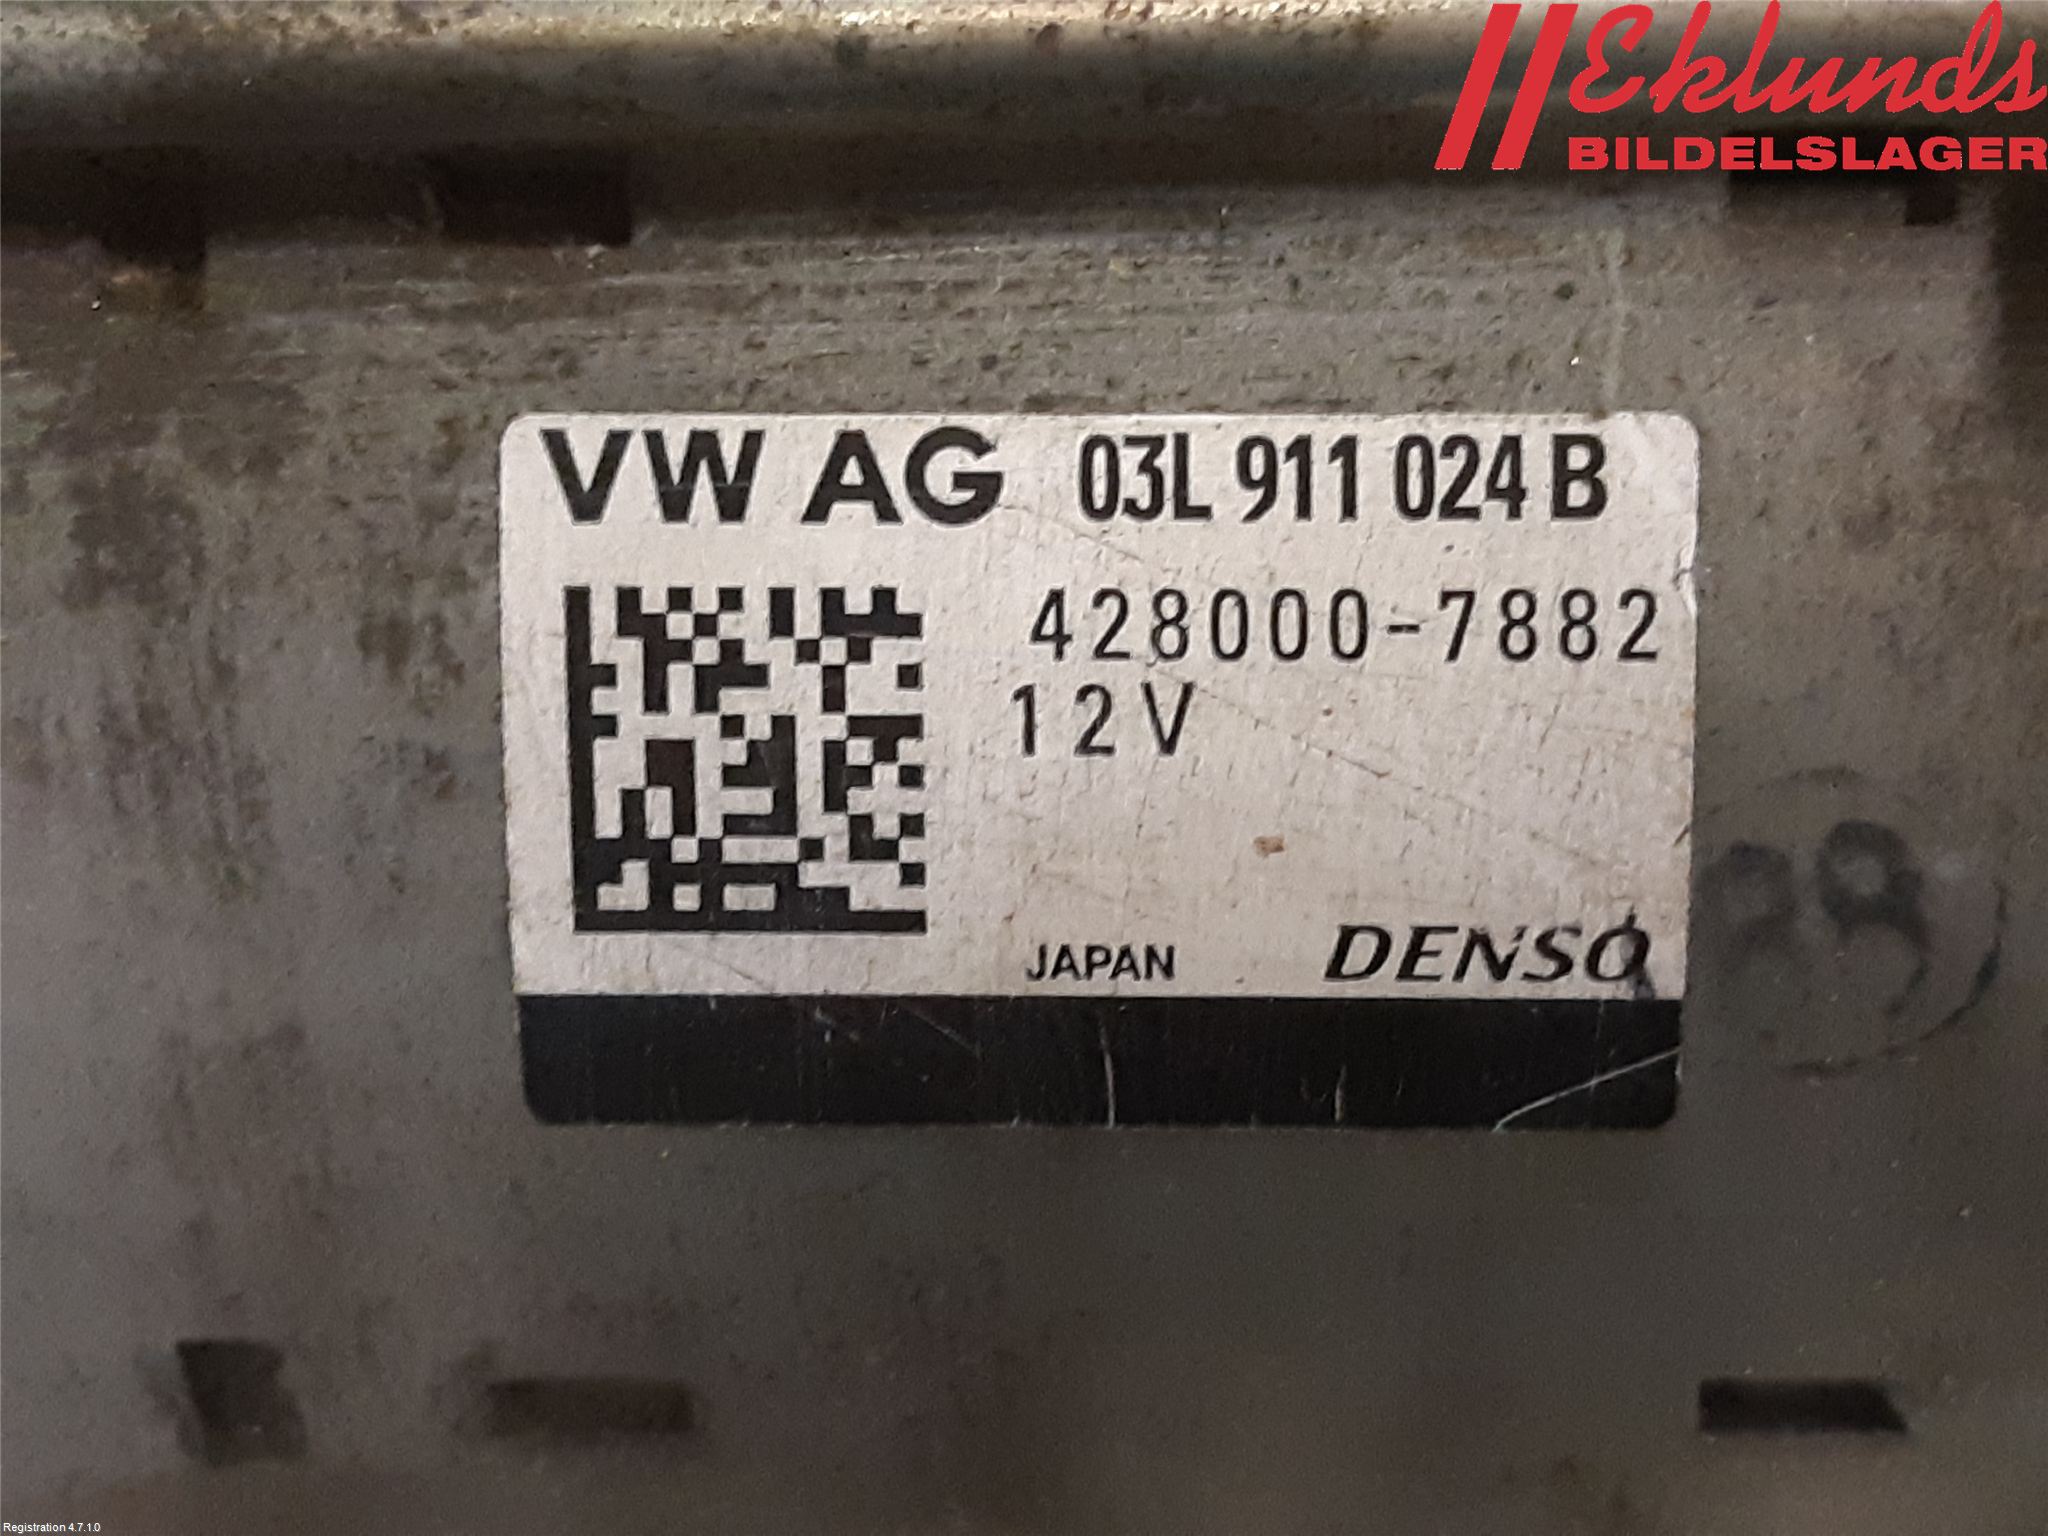 Eklunds
BILDELSLAGER
VW AG 03L 911 024 B
428000-7882
12V
JAPAN DENSO
Registration 4.7.1.0